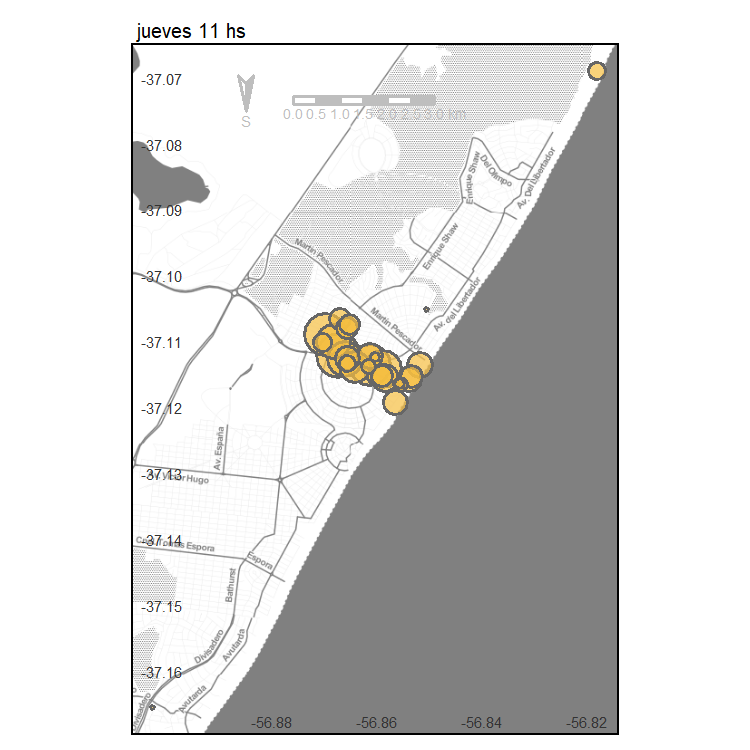 jueves 11 hs
-37.07
S
0.0 0.5 1.0 1.5 2.0 2.5 3.0 km
-37.08
Enrique Shaw
Del Olimpo
Av. Del Libertador
-37.09
Enrique Shaw
Martin Pescador
-37.10
Av. del Libertador
Martin Pescador
-37.11
-37.12
Av. España
-37.13
Hugo
-37.14
Espora
Espora
Bathurst
-37.15
Divisadero
Avutarda
-37.16
Avutarda
Divisadero
-56.88
-56.86
-56.84
-56.82